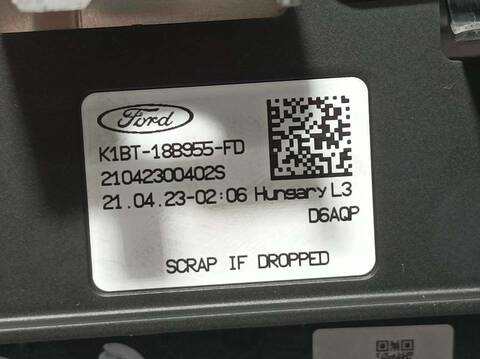 Ford
K1BT-18B955-FD
21042300402S
21.04.23-02:06 Hungary L3
D6AQP
SCRAP IF DROPPED